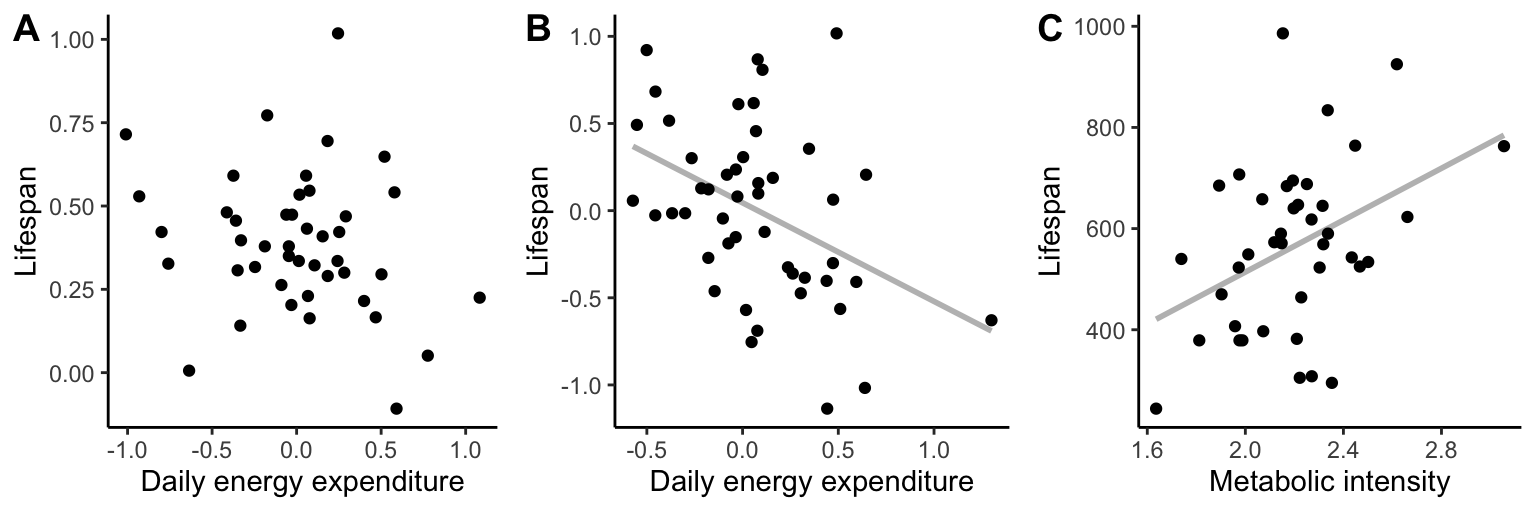 A
Lifespan
1.00
0.75
0.50
0.25
0.00
-1.0 -0.5 0.0 0.5 1.0
Daily energy expenditure
B
Lifespan
1.0
0.5
0.0
-0.5
-1.0
-0.5 0.0 0.5 1.0
Daily energy expenditure
C
Lifespan
1000
800
600
400
1.6 2.0 2.4 2.8
Metabolic intensity